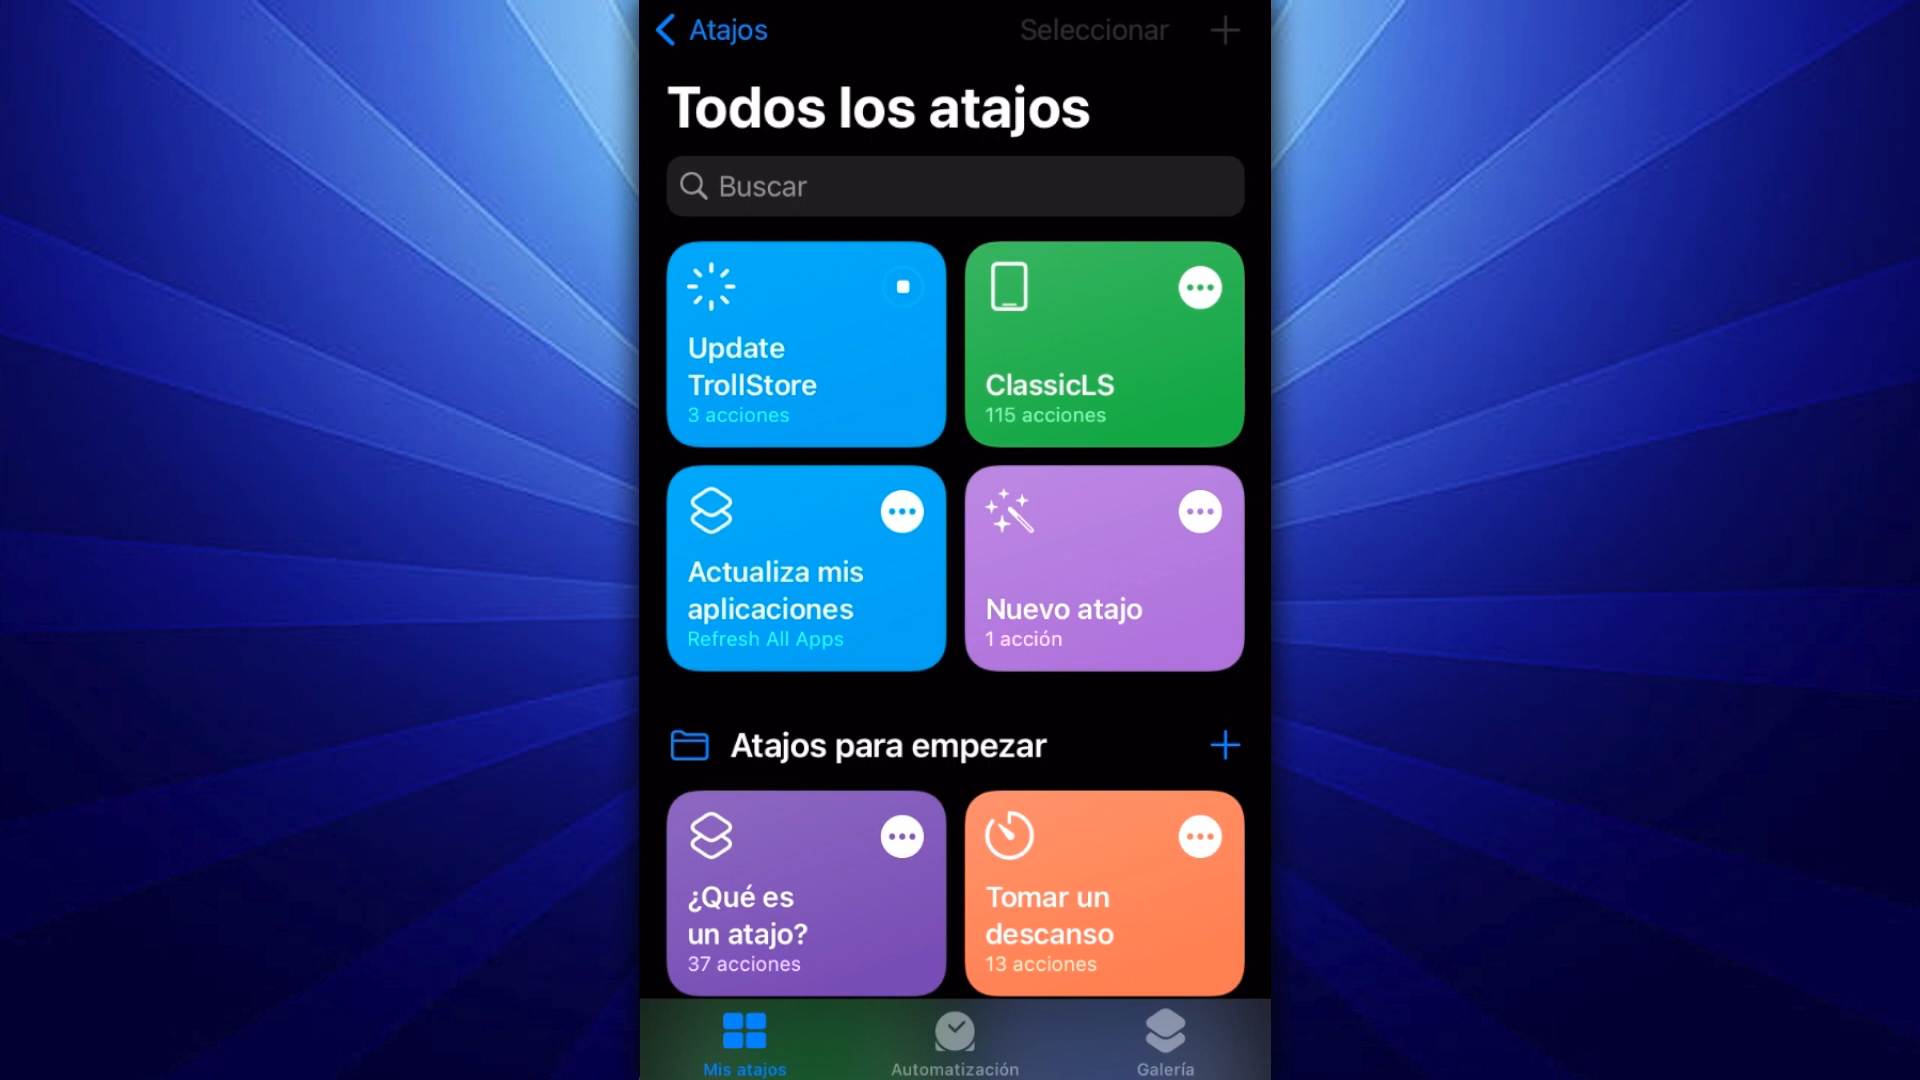 Atajos
Seleccionar
Todos los atajos
Buscar
Update
TrollStore
3 acciones
ClassicLS
115 acciones
Actualiza mis
aplicaciones
Refresh All Apps
Nuevo atajo
1 acción
Atajos para empezar
¿Qué es
un atajo?
37 acciones
Tomar un
descanso
13 acciones
Mis atajos
Automatización
Galería